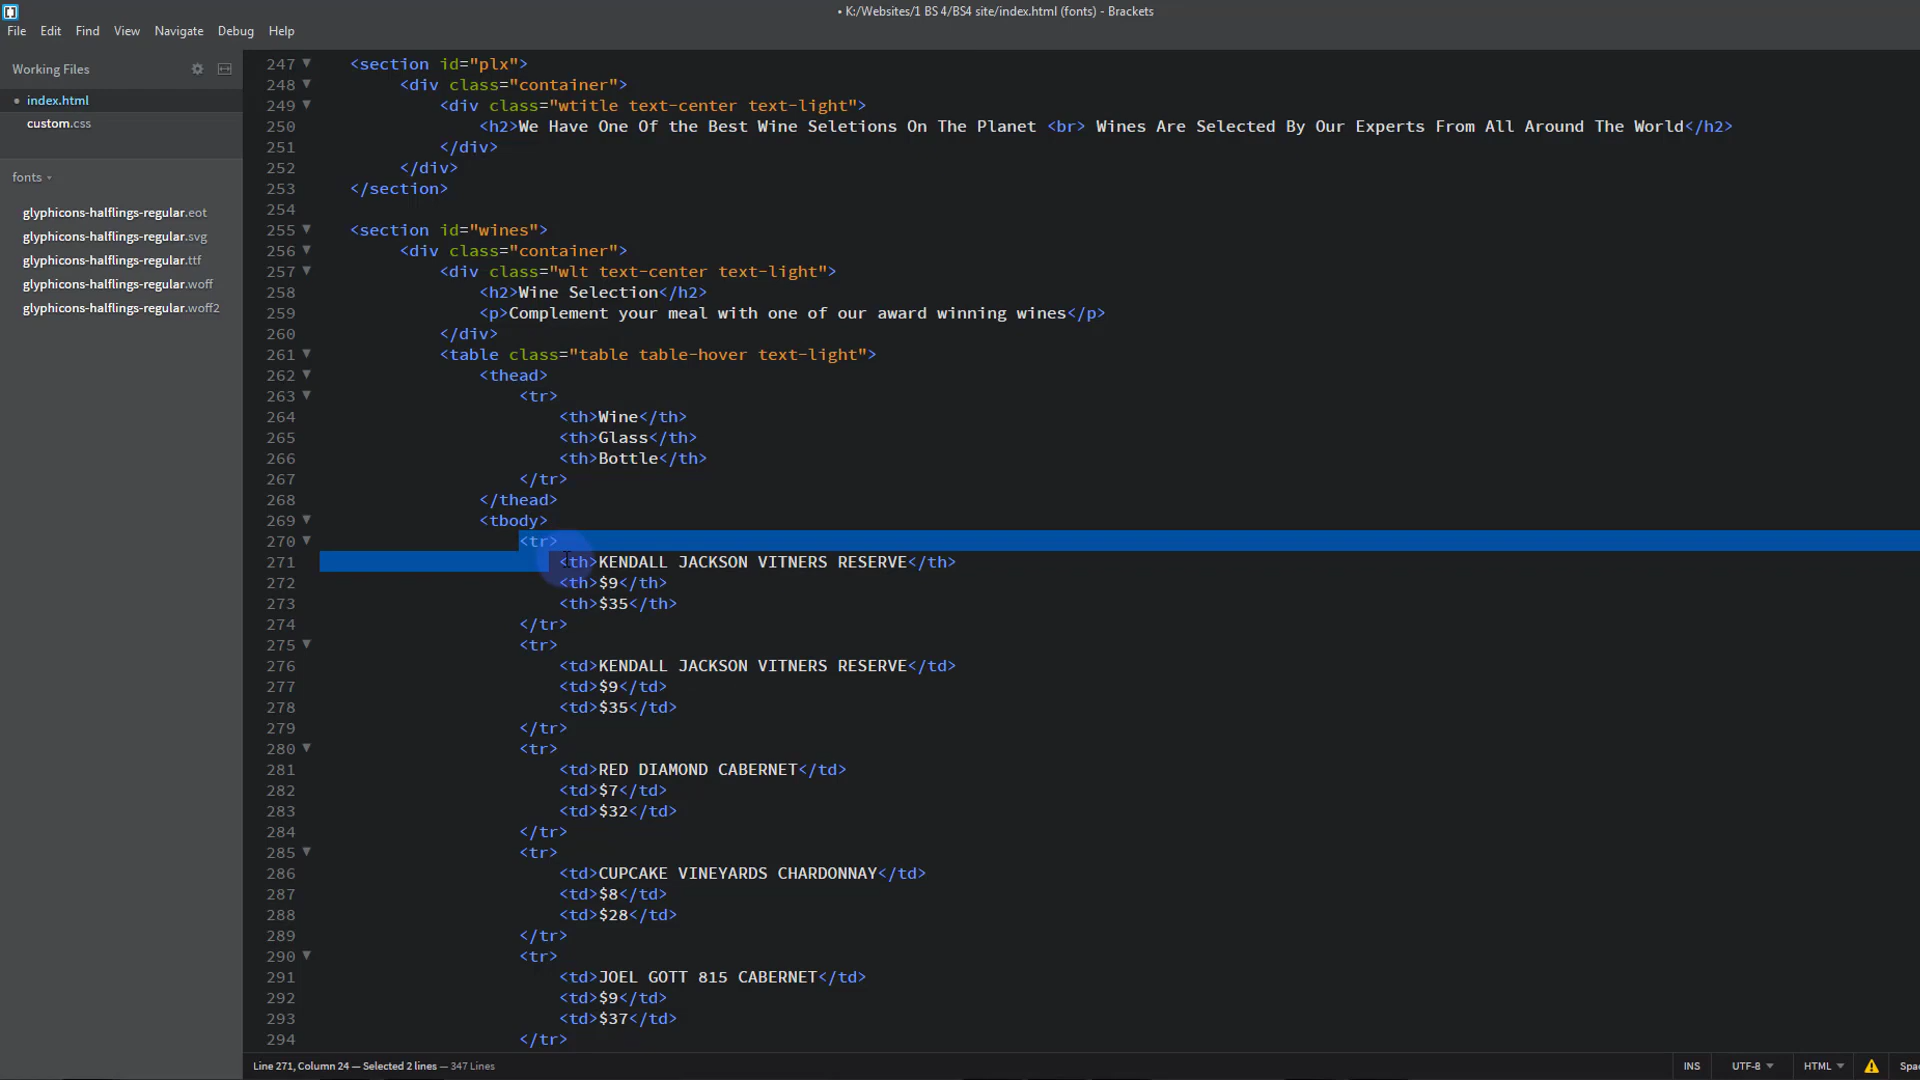 • K:/Websites/1 BS 4/BS4 site/index.html (fonts) - Brackets
File Edit Find View Navigate Debug Help
Working Files
• index.html
custom.css
fonts
glyphicons-halflings-regular.eot
glyphicons-halflings-regular.svg
glyphicons-halflings-regular.ttf
glyphicons-halflings-regular.woff
glyphicons-halflings-regular.woff2
247 <section id="plx">
248 <div class="container">
249 <div class="wtitle text-center text-light">
250 <h2>We Have One Of the Best Wine Seletions On The Planet <br> Wines Are Selected By Our Experts From All Around The World</h2>
251 </div>
252 </div>
253 </section>
254
255 <section id="wines">
256 <div class="container">
257 <div class="wlt text-center text-light">
258 <h2>Wine Selection</h2>
259 <p>Complement your meal with one of our award winning wines</p>
260 </div>
261 <table class="table table-hover text-light">
262 <thead>
263 <tr>
264 <th>Wine</th>
265 <th>Glass</th>
266 <th>Bottle</th>
267 </tr>
268 </thead>
269 <tbody>
270 <tr>
271 <th>KENDALL JACKSON VITNERS RESERVE</th>
272 <th>$9</th>
273 <th>$35</th>
274 </tr>
275 <tr>
276 <td>KENDALL JACKSON VITNERS RESERVE</td>
277 <td>$9</td>
278 <td>$35</td>
279 </tr>
280 <tr>
281 <td>RED DIAMOND CABERNET</td>
282 <td>$7</td>
283 <td>$32</td>
284 </tr>
285 <tr>
286 <td>CUPCAKE VINEYARDS CHARDONNAY</td>
287 <td>$8</td>
288 <td>$28</td>
289 </tr>
290 <tr>
291 <td>JOEL GOTT 815 CABERNET</td>
292 <td>$9</td>
293 <td>$37</td>
294 </tr>
Line 271, Column 24 — Selected 2 lines — 347 Lines
INS UTF-8 HTML Spac